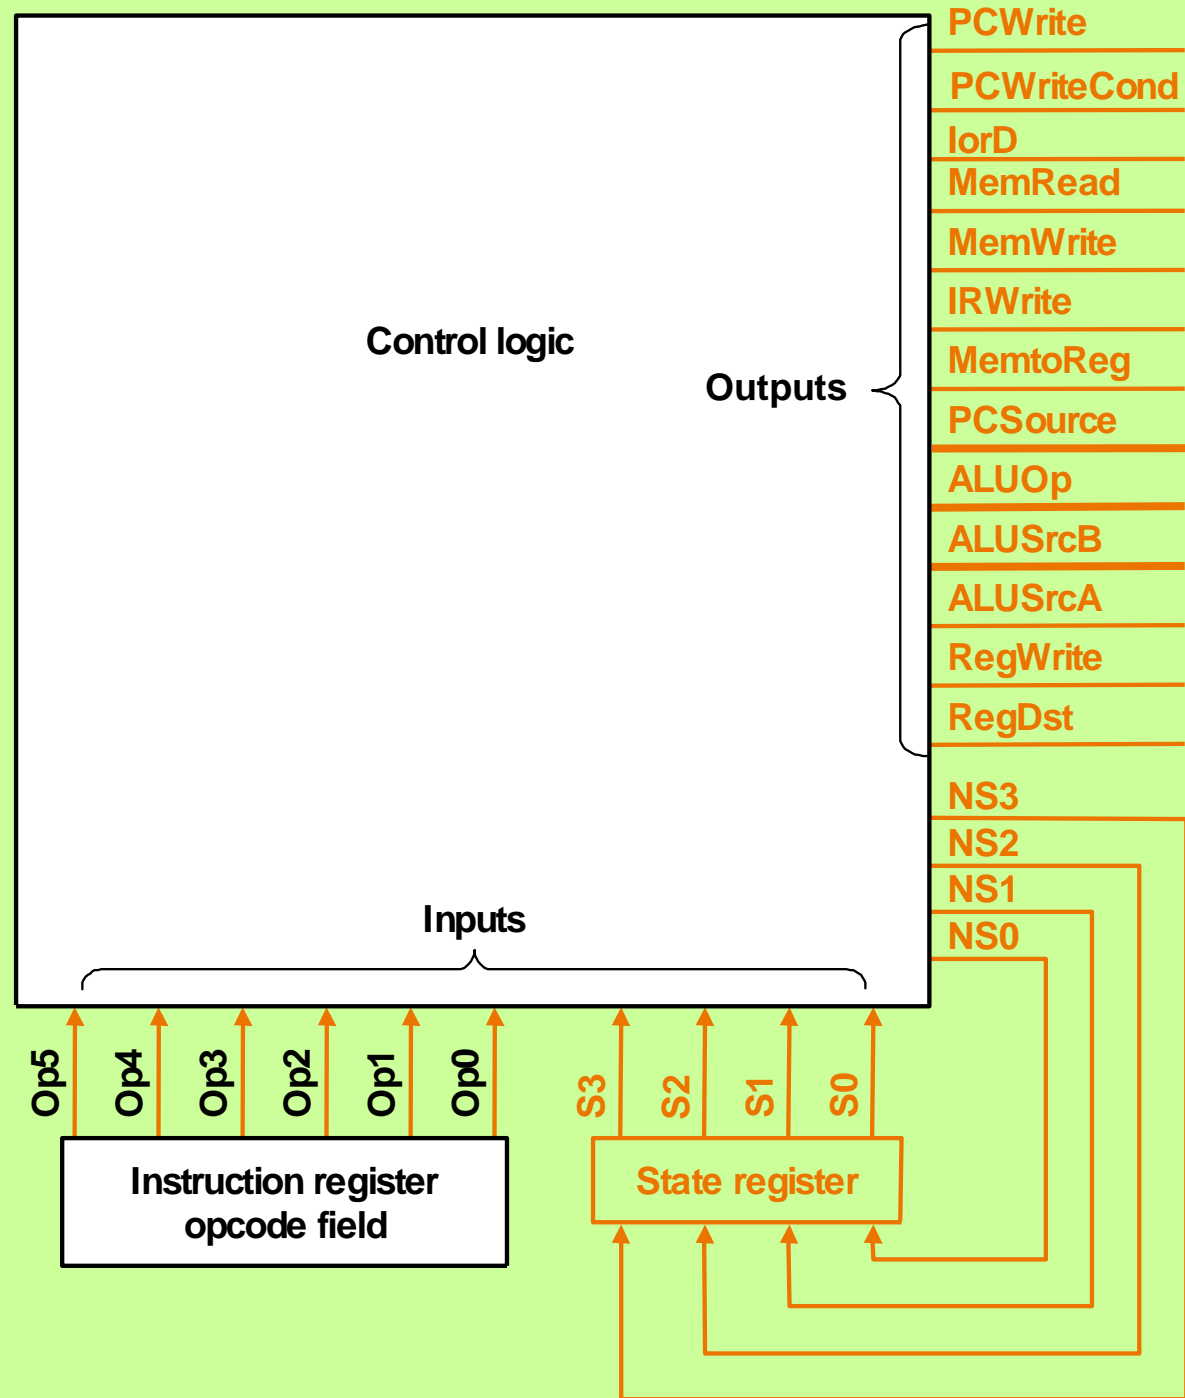 PCWrite
PCWriteCond
IorD
MemRead
MemWrite
IRWrite
MemtoReg
PCSource
ALUOp
ALUSrcB
ALUSrcA
RegWrite
RegDst
NS3
NS2
NS1
NS0
Control logic
Outputs
Inputs
Op5
Op4
Op3
Op2
Op1
Op0
S3
S2
S1
S0
Instruction register
opcode field
State register